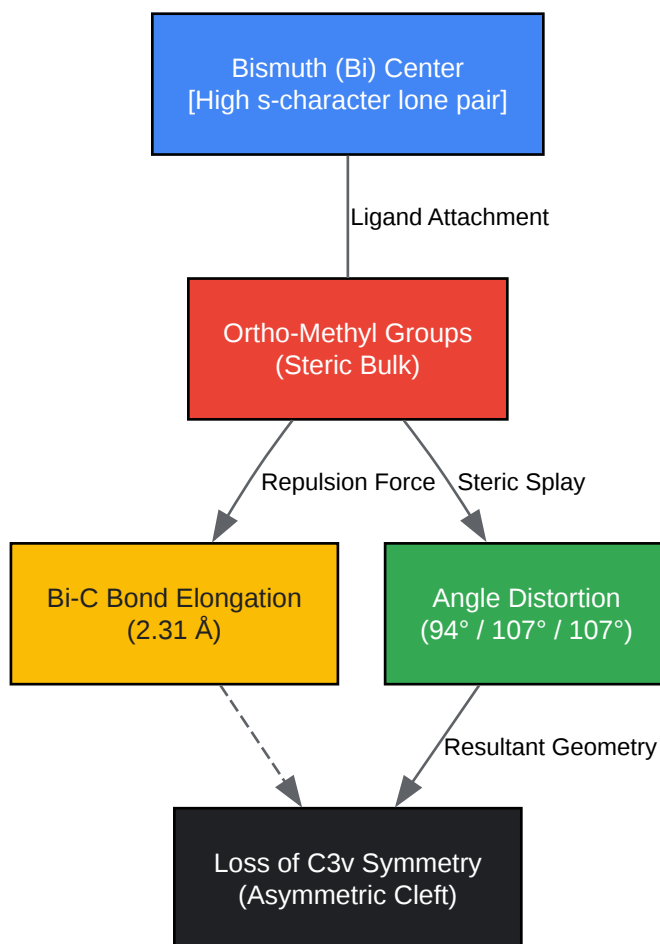 Bismuth (Bi) Center
[High s-character lone pair]
Ligand Attachment
Ortho-Methyl Groups
(Steric Bulk)
Repulsion Force
Steric Splay
Bi-C Bond Elongation
(2.31 Å)
Angle Distortion
(94° / 107° / 107°)
Resultant Geometry
Loss of C3v Symmetry
(Asymmetric Cleft)